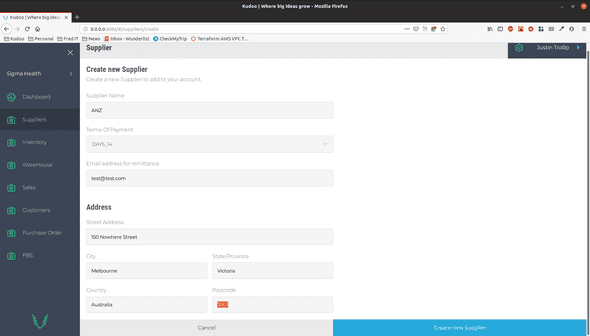 Kudoo | Where big ideas grow - Mozilla Firefox
Kudoo | Where big ideas
0.0.0.0:5984/#/suppliers/create
Kudoo Personal Fred IT News Inbox - Wunderlist CheckMyTrip Terraform AWS VPC T...
Supplier
Justin Trollip
Sigma Health
Dashboard
Suppliers
Inventory
WareHouse
Sales
Customers
Purchase Order
PBS
Create new Supplier
Create a new Supplier to add to your account.
Supplier Name
ANZ
Terms Of Payment
DAYS_14
Email address for remittance
test@test.com
Address
Street Address
150 Nowhere Street
City
State/Province
Melbourne
Victoria
Country
Postcode
Australia
Cancel
Create new Supplier